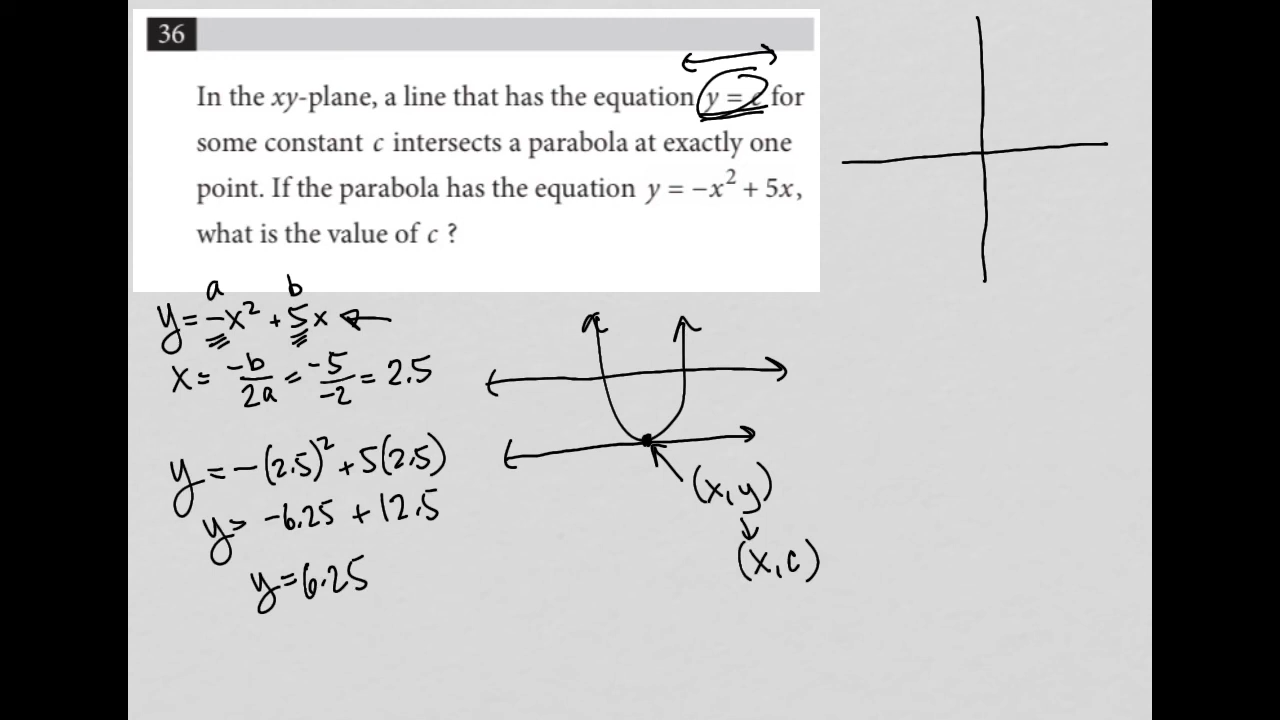 36
In the xy-plane, a line that has the equation y = c for
some constant c intersects a parabola at exactly one
point. If the parabola has the equation y = −x² + 5x,
what is the value of c ?
a b
y = -x² + 5x
x = -b/2a = -5/-2 = 2.5
y = -(2.5)² + 5(2.5)
y = -6.25 + 12.5
y = 6.25
(x, y)
(x, c)